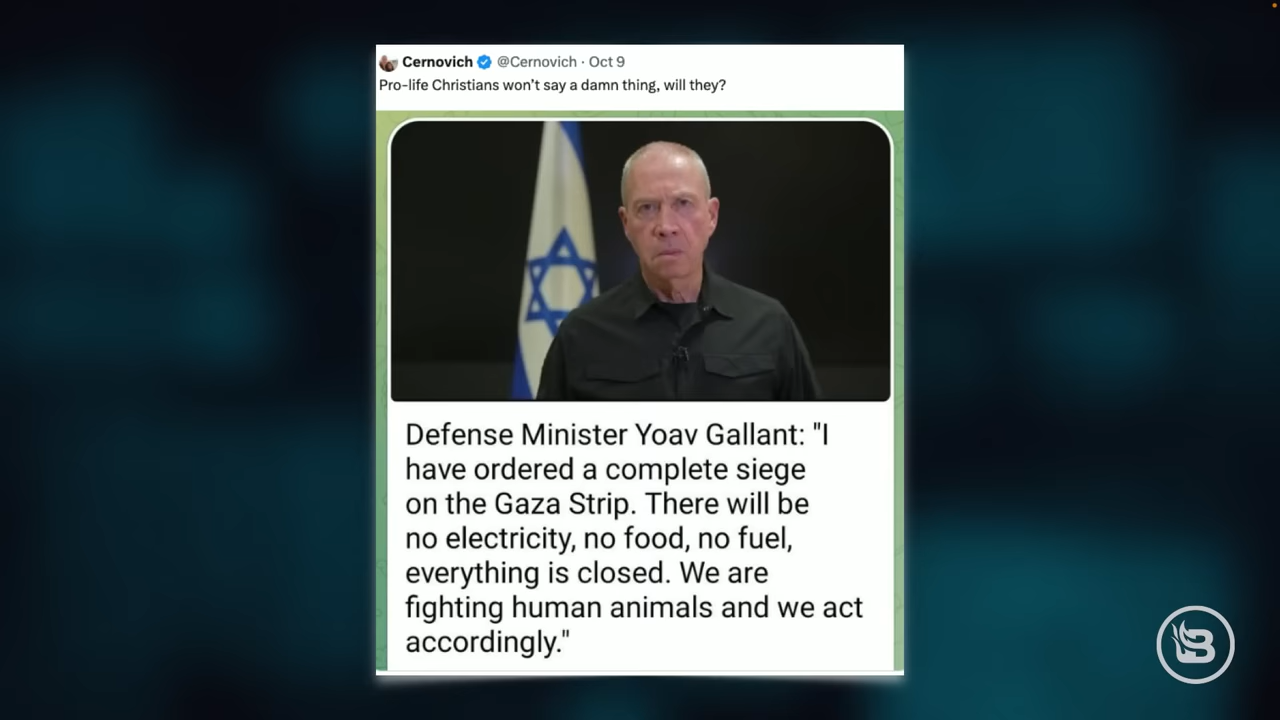 Cernovich @Cernovich · Oct 9
Pro-life Christians won't say a damn thing, will they?
Defense Minister Yoav Gallant: "I
have ordered a complete siege
on the Gaza Strip. There will be
no electricity, no food, no fuel,
everything is closed. We are
fighting human animals and we act
accordingly."
B